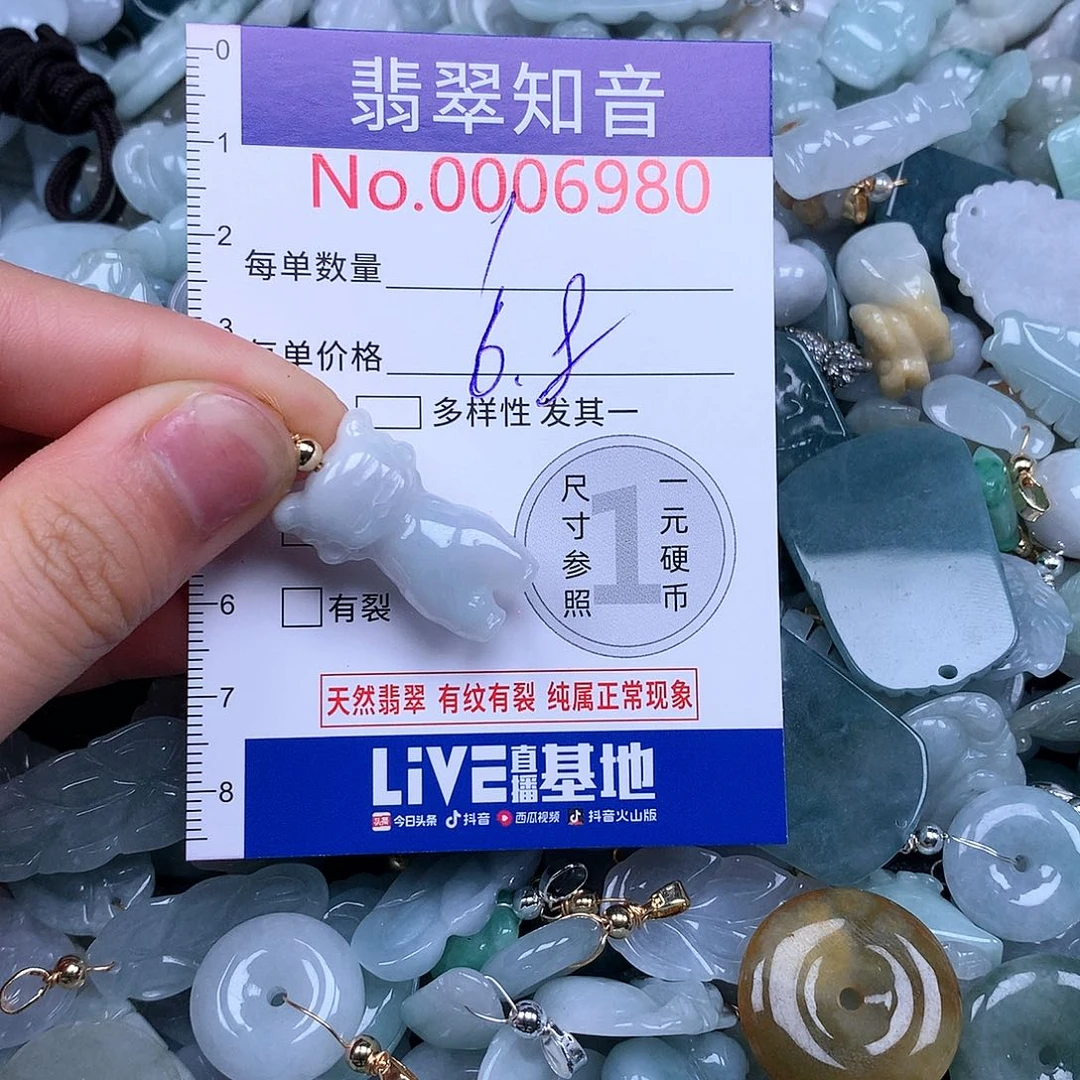 0
翡翠知音
1
No.0006980
2
每单数量 1
3
每单价格 6.8
多样性 发其一
尺寸参照
1
一元硬币
6
有裂
7
天然翡翠 有纹有裂 纯属正常现象
8
LiVE直播基地
头条 今日头条 抖音 西瓜视频 抖音火山版